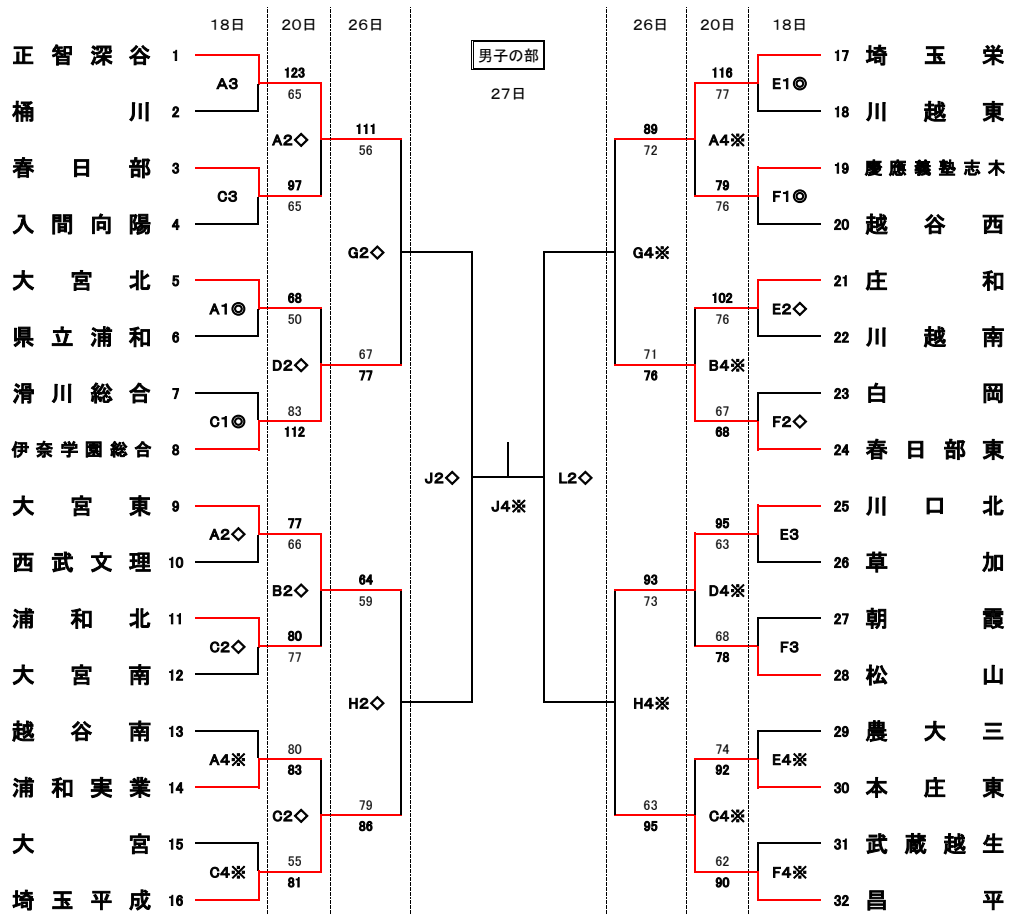 18日 20日 26日 26日 20日 18日
男子の部
27日
正智深谷 1
A3
123
65
桶川 2
A2◇
111
56
春日部 3
C3
97
65
入間向陽 4
G2◇
大宮北 5
A1◎
68
50
県立浦和 6
D2◇
67
77
滑川総合 7
C1◎
83
112
伊奈学園総合 8
J2◇
大宮東 9
A2◇
77
66
西武文理 10
B2◇
64
59
浦和北 11
C2◇
80
77
大宮南 12
H2◇
越谷南 13
A4※
80
83
浦和実業 14
C2◇
79
86
大宮 15
C4※
55
81
埼玉平成 16
J4※
17 埼玉栄
E1◎
116
77
18 川越東
A4※
89
72
19 慶應義塾志木
F1◎
79
76
20 越谷西
G4※
21 庄和
E2◇
102
76
22 川越南
B4※
71
76
23 白岡
F2◇
67
68
24 春日部東
L2◇
25 川口北
E3
95
63
26 草加
D4※
93
73
27 朝霞
F3
68
78
28 松山
H4※
29 農大三
E4※
74
92
30 本庄東
C4※
63
95
31 武蔵越生
F4※
62
90
32 昌平